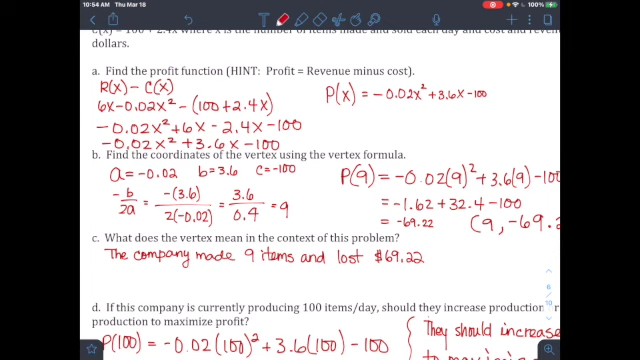 10:54 AM Thu Mar 18
100%
C(x) = 100 + 2.4x where x is the number of items made and sold each day and cost and revenue
dollars.
a. Find the profit function (HINT: Profit = Revenue minus cost).
R(x) - C(x)
6x - 0.02x² - (100 + 2.4x)
-0.02x² + 6x - 2.4x - 100
-0.02x² + 3.6x - 100
P(x) = -0.02x² + 3.6x - 100
b. Find the coordinates of the vertex using the vertex formula.
a = -0.02 b = 3.6 c = -100
-b/2a = -(3.6)/2(-0.02) = 3.6/0.4 = 9
P(9) = -0.02(9)² + 3.6(9) - 100
= -1.62 + 32.4 - 100
= -69.22 (9, -69.2
c. What does the vertex mean in the context of this problem?
The company made 9 items and lost $69.22
6
10
d. If this company is currently producing 100 items/day, should they increase production or
production to maximize profit?
P(100) = -0.02(100)² + 3.6(100) - 100
They should increase
to